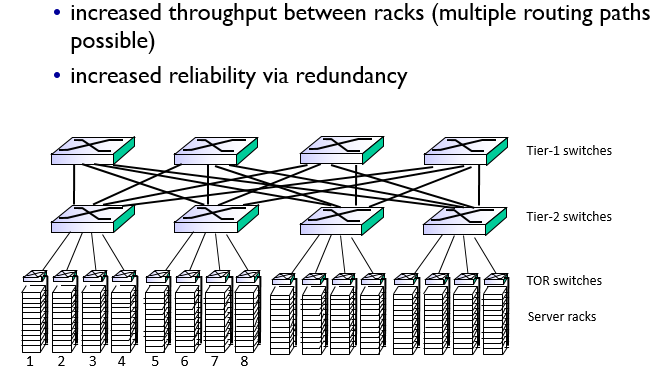 • increased throughput between racks (multiple routing paths
possible)
• increased reliability via redundancy
Tier-1 switches
Tier-2 switches
TOR switches
Server racks
1 2 3 4 5 6 7 8